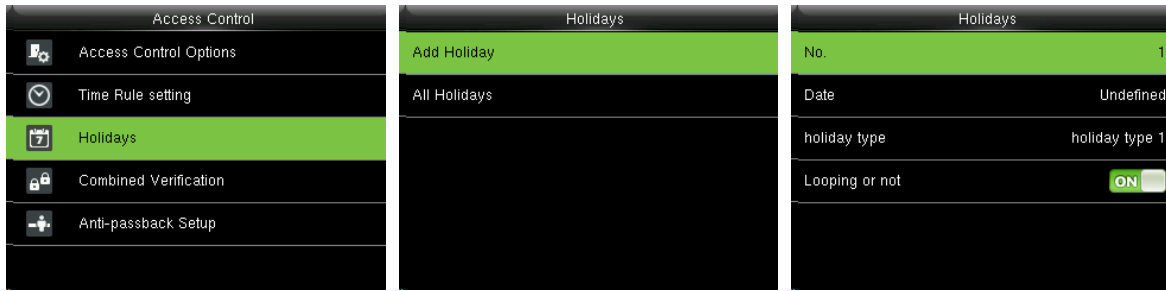 Access Control
Access Control Options
Time Rule setting
7
Holidays
Combined Verification
Anti-passback Setup
Holidays
Add Holiday
All Holidays
Holidays
No. 1
Date Undefined
holiday type holiday type 1
Looping or not ON